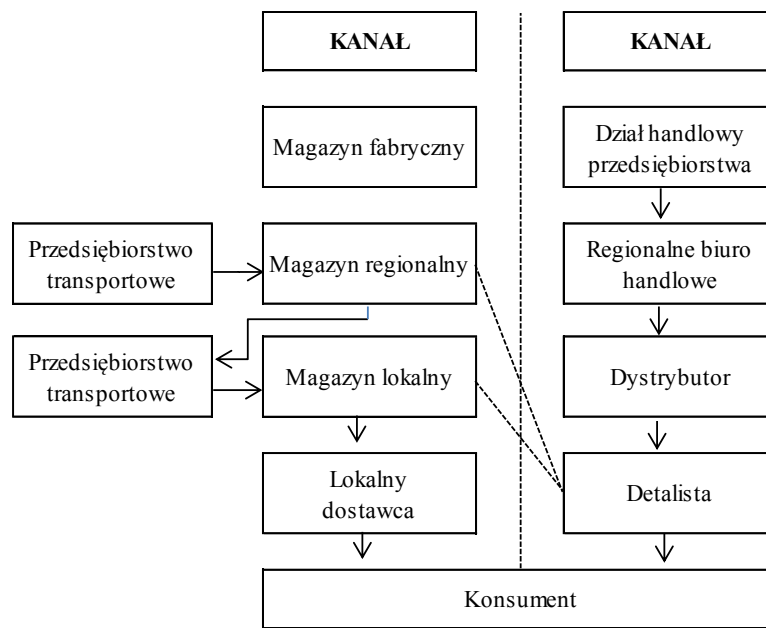 KANAŁ
KANAŁ
Magazyn fabryczny
Dział handlowy
przedsiębiorstwa
Przedsiębiorstwo
transportowe
Magazyn regionalny
Regionalne biuro
handlowe
Przedsiębiorstwo
transportowe
Magazyn lokalny
Dystrybutor
Lokalny
dostawca
Detalista
Konsument